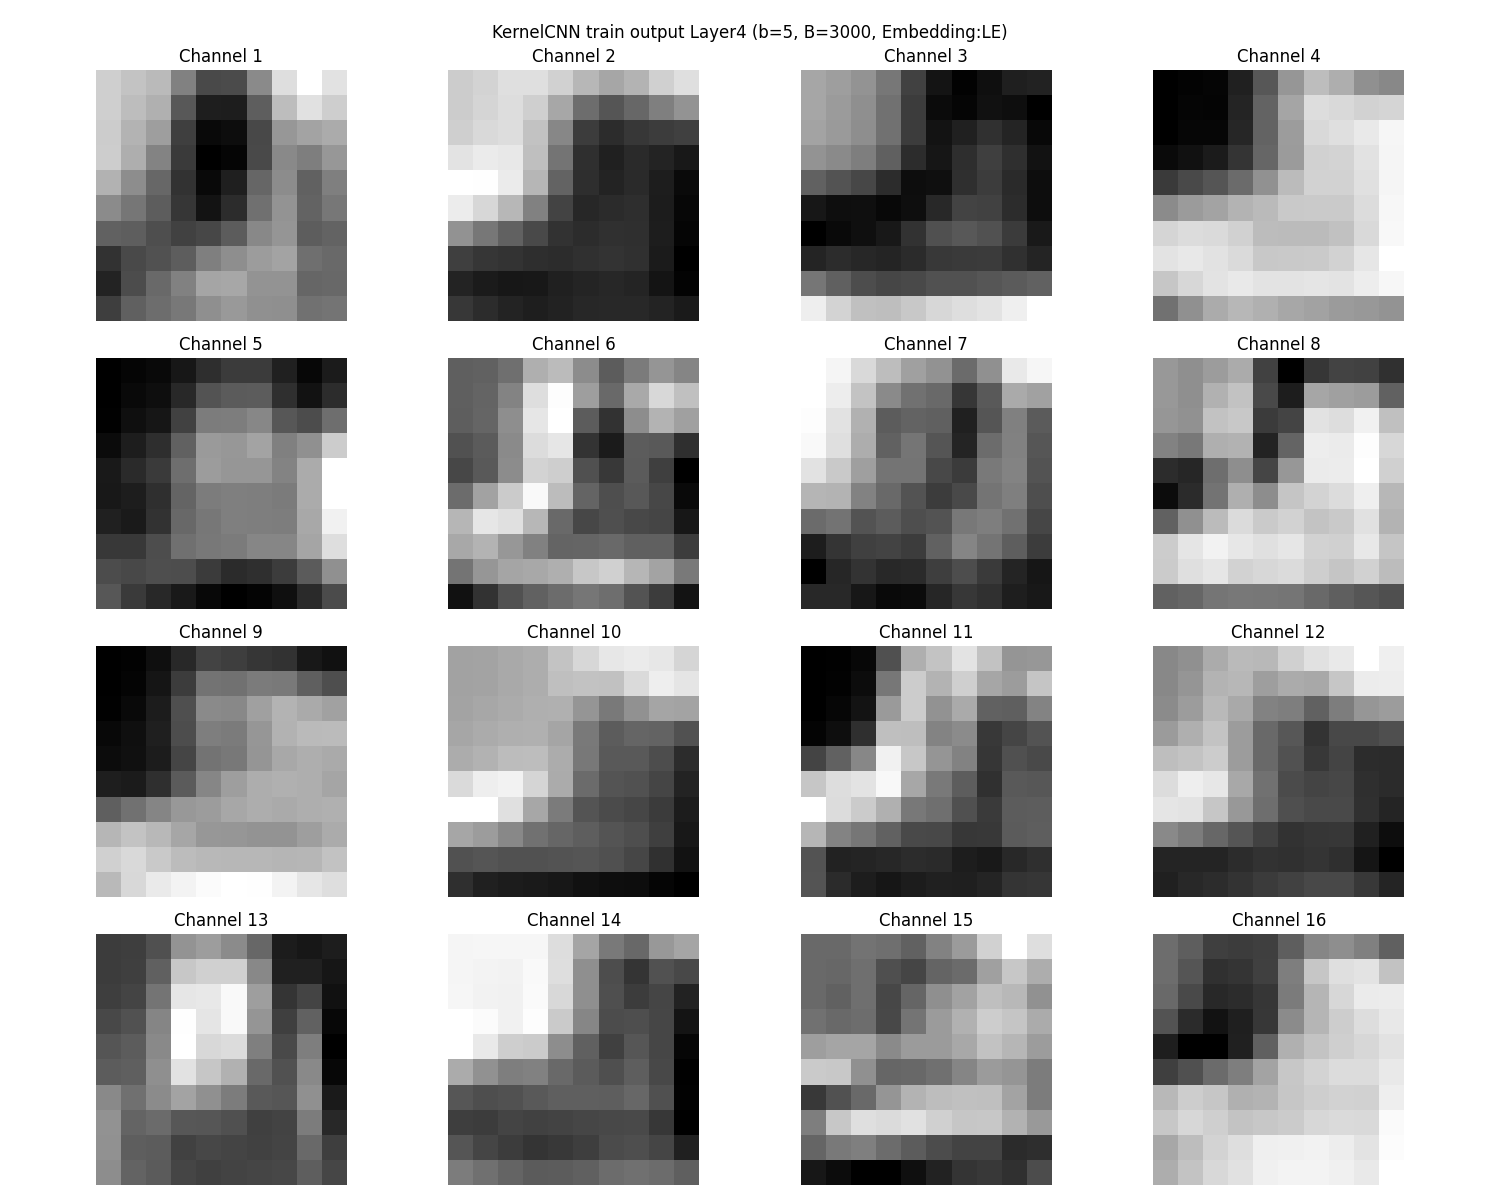 KernelCNN train output Layer4 (b=5, B=3000, Embedding:LE)
Channel 1
Channel 2
Channel 3
Channel 4
Channel 5
Channel 6
Channel 7
Channel 8
Channel 9
Channel 10
Channel 11
Channel 12
Channel 13
Channel 14
Channel 15
Channel 16